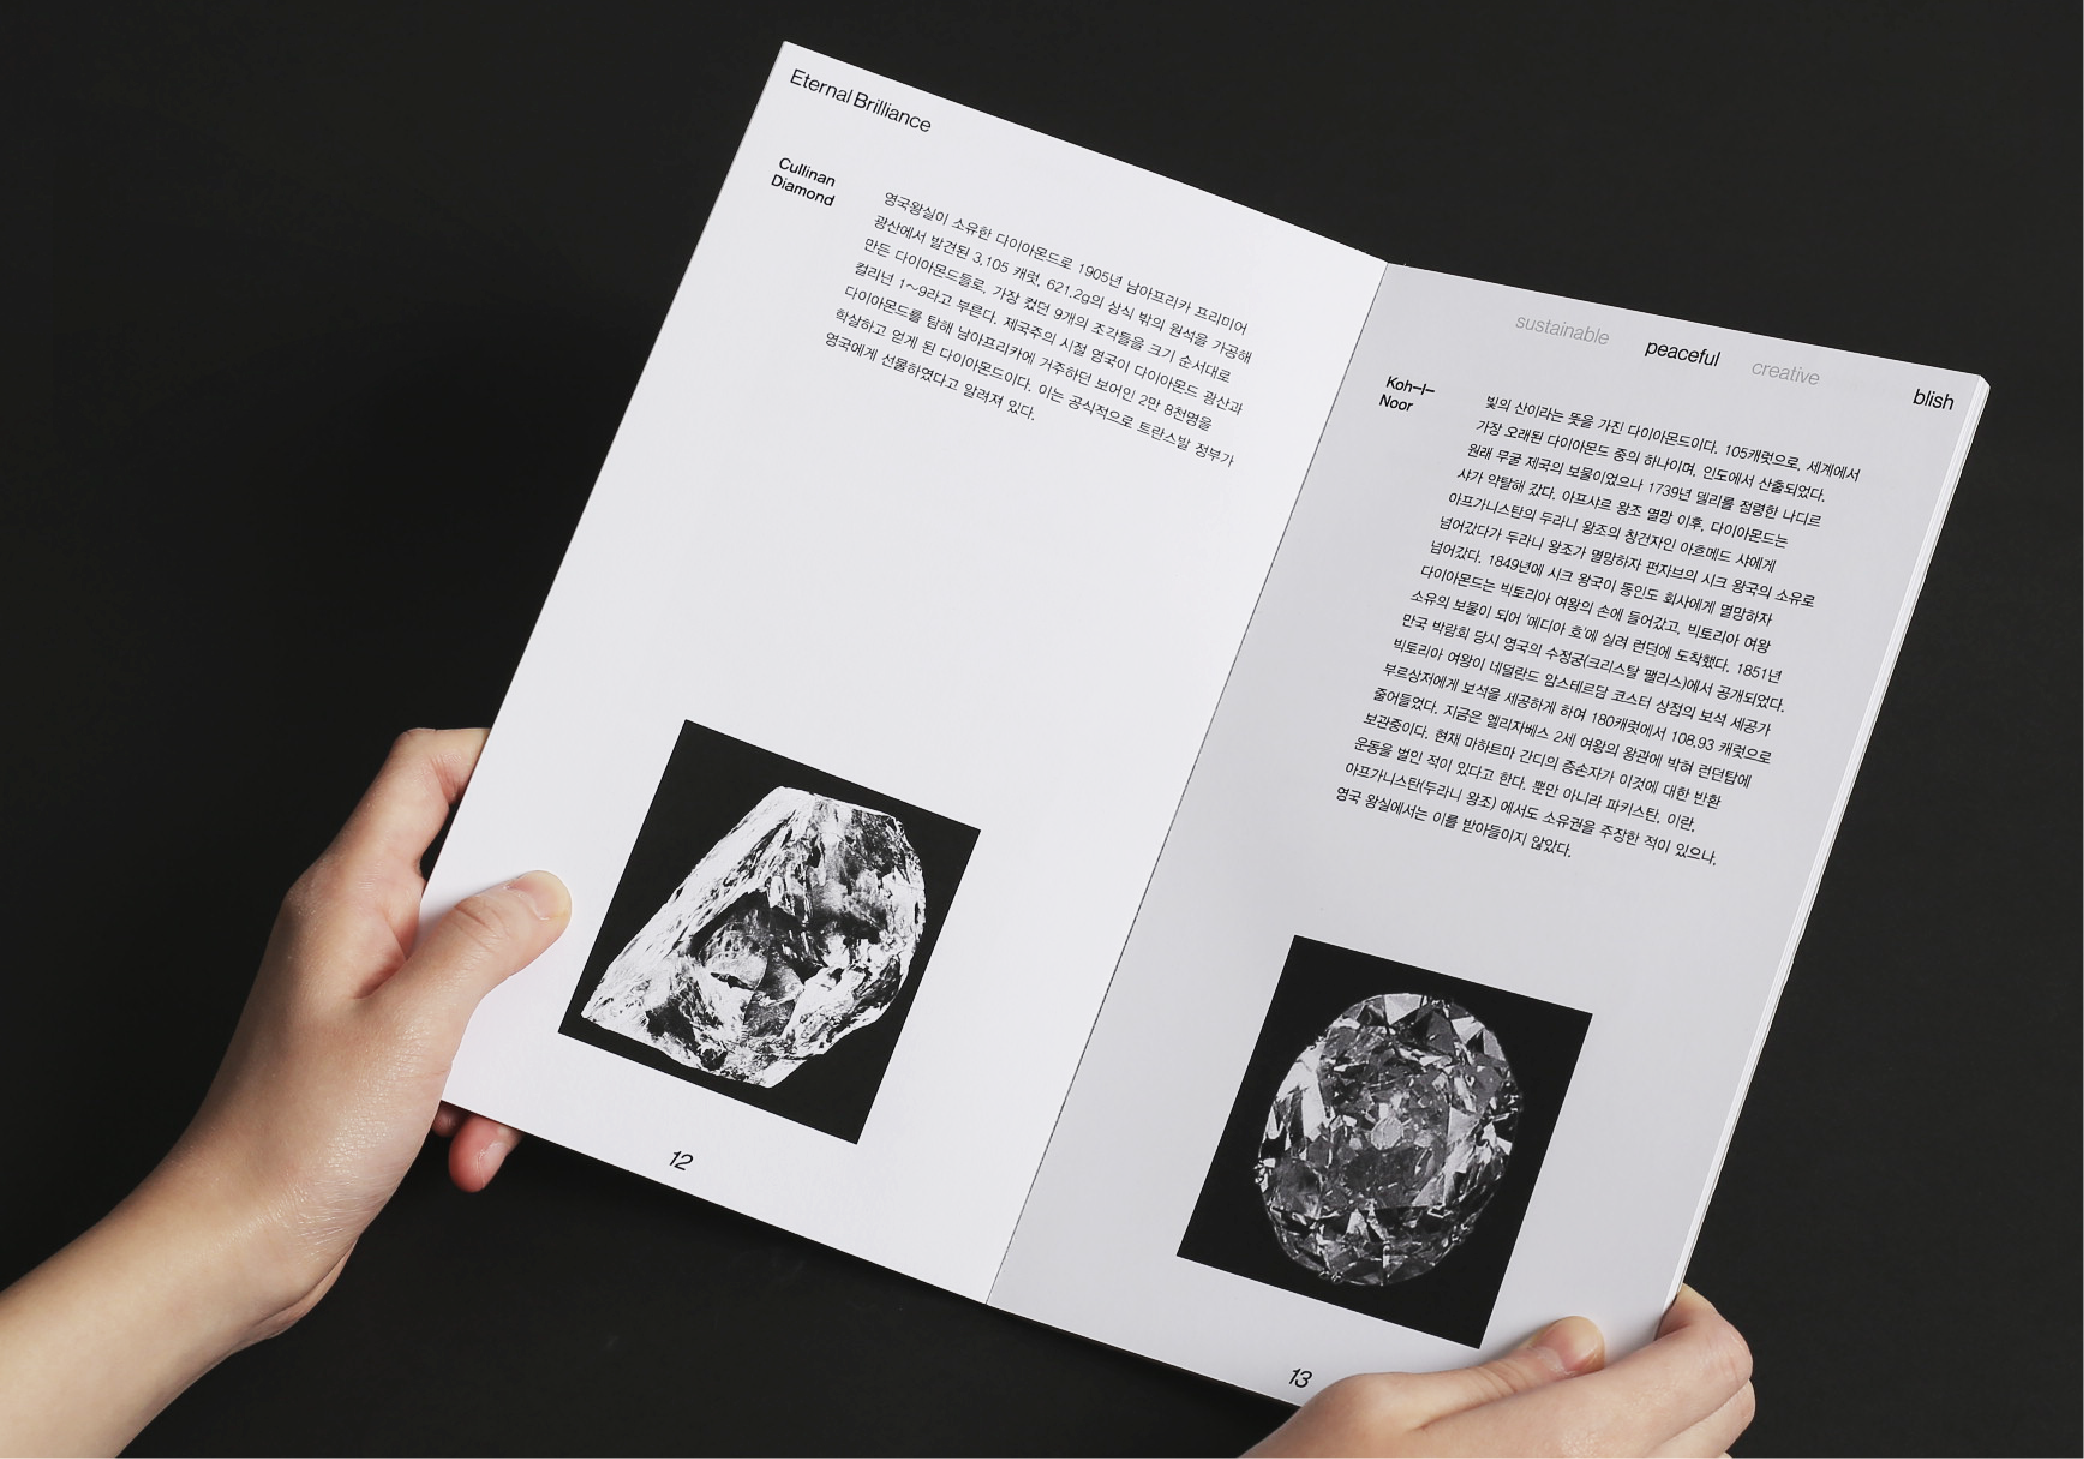 Eternal Brilliance
Cullinan
Diamond
영국왕실이 소유한 다이아몬드로 1905년 남아프리카 프리미어
광산에서 발견된 3,105 캐럿, 621.2g의 상식 밖의 원석을 가공해
만든 다이아몬드들로, 가장 컸던 9개의 조각들을 크기 순서대로
컬리넌 1~9라고 부른다. 제국주의 시절 영국이 다이아몬드 광산과
다이아몬드를 탐해 남아프리카에 거주하던 보어인 2만 8천명을
학살하고 얻게 된 다이아몬드이다. 이는 공식적으로 트란스발 정부가
영국에게 선물하였다고 알려져 있다.
12
sustainable
peaceful
creative
blish
Koh-I-
Noor
빛의 산이라는 뜻을 가진 다이아몬드이다. 105캐럿으로, 세계에서
가장 오래된 다이아몬드 중의 하나이며, 인도에서 산출되었다.
원래 무굴 제국의 보물이었으나 1739년 델리를 점령한 나디르
샤가 약탈해 갔다. 아프샤르 왕조 멸망 이후, 다이아몬드는
아프가니스탄의 두라니 왕조의 창건자인 아흐메드 샤에게
넘어갔다가 두라니 왕조가 멸망하자 펀자브의 시크 왕국의 소유로
넘어갔다. 1849년에 시크 왕국이 동인도 회사에게 멸망하자
다이아몬드는 빅토리아 여왕의 손에 들어갔고, 빅토리아 여왕
소유의 보물이 되어 '메디아 호'에 실려 런던에 도착했다. 1851년
만국 박람회 당시 영국의 수정궁(크리스탈 팰리스)에서 공개되었다.
빅토리아 여왕이 네덜란드 암스테르담 코스터 상점의 보석 세공가
부르상저에게 보석을 세공하게 하여 180캐럿에서 108.93 캐럿으로
줄어들었다. 지금은 엘리자베스 2세 여왕의 왕관에 박혀 런던탑에
보관중이다. 현재 마하트마 간디의 증손자가 이것에 대한 반환
운동을 벌인 적이 있다고 한다. 뿐만 아니라 파키스탄, 이란,
아프가니스탄(두라니 왕조) 에서도 소유권을 주장한 적이 있으나,
영국 왕실에서는 이를 받아들이지 않았다.
13